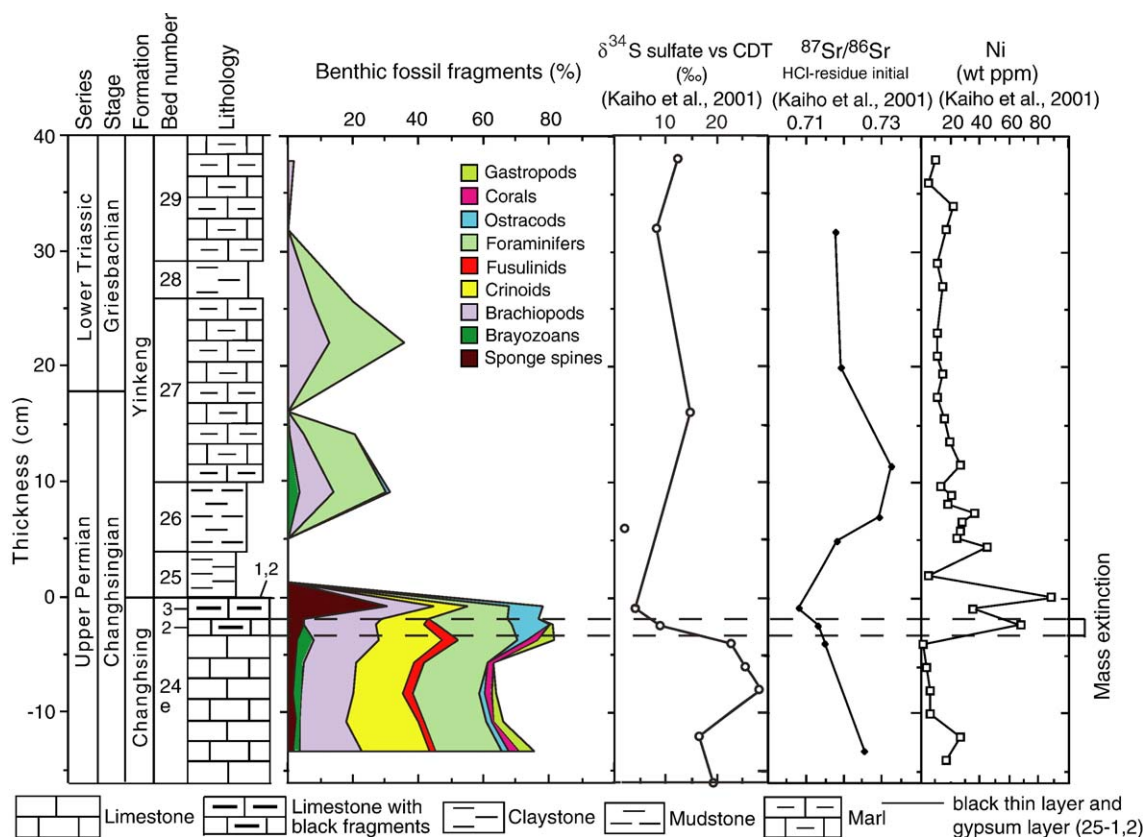 Series
Stage
Formation
Bed number
Lithology
Benthic fossil fragments (%)
20 40 60 80
δ34S sulfate vs CDT
(‰)
(Kaiho et al., 2001)
10 20
87Sr/86Sr
HCl-residue initial
(Kaiho et al., 2001)
0.71 0.73
Ni
(wt ppm)
(Kaiho et al., 2001)
20 40 60 80
Thickness (cm)
40
30
20
10
0
-10
Lower Triassic
Upper Permian
Griesbachian
Changhsingian
Yinkeng
Changhsing
29
28
27
26
25
1,2
3
2
24
e
Gastropods
Corals
Ostracods
Foraminifers
Fusulinids
Crinoids
Brachiopods
Brayozoans
Sponge spines
Mass extinction
Limestone
Limestone with
black fragments
Claystone
Mudstone
Marl
black thin layer and
gypsum layer (25-1,2)